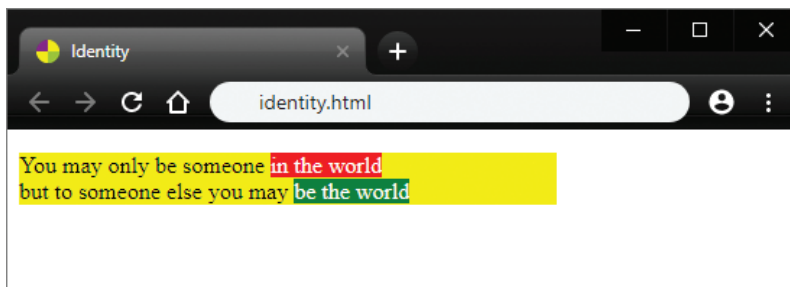 Identity
identity.html
You may only be someone in the world
but to someone else you may be the world